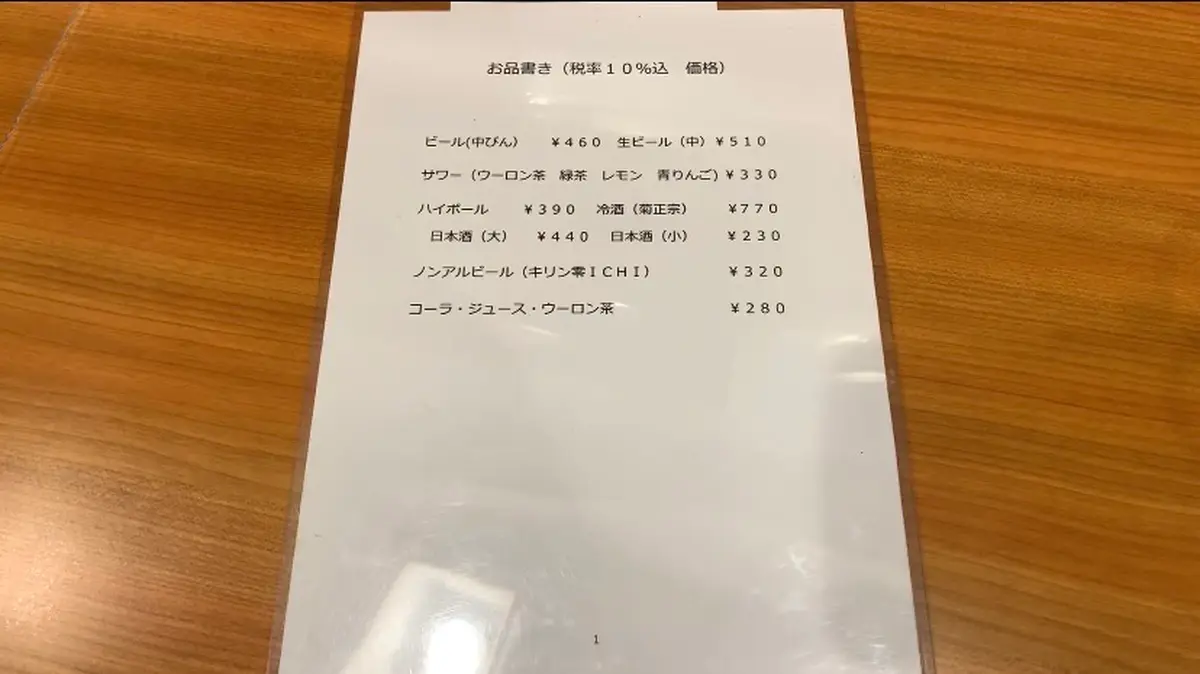 お品書き（税率１０％込　価格）
ビール(中びん）　　￥４６０　生ビール（中）￥５１０
サワー（ウーロン茶　緑茶　レモン　青りんご）￥３３０
ハイボール　　￥３９０　冷酒（菊正宗）　　￥７７０
日本酒（大）　　￥４４０　日本酒（小）　　￥２３０
ノンアルビール（キリン零ＩＣＨＩ）　　￥３２０
コーラ・ジュース・ウーロン茶　　￥２８０
1